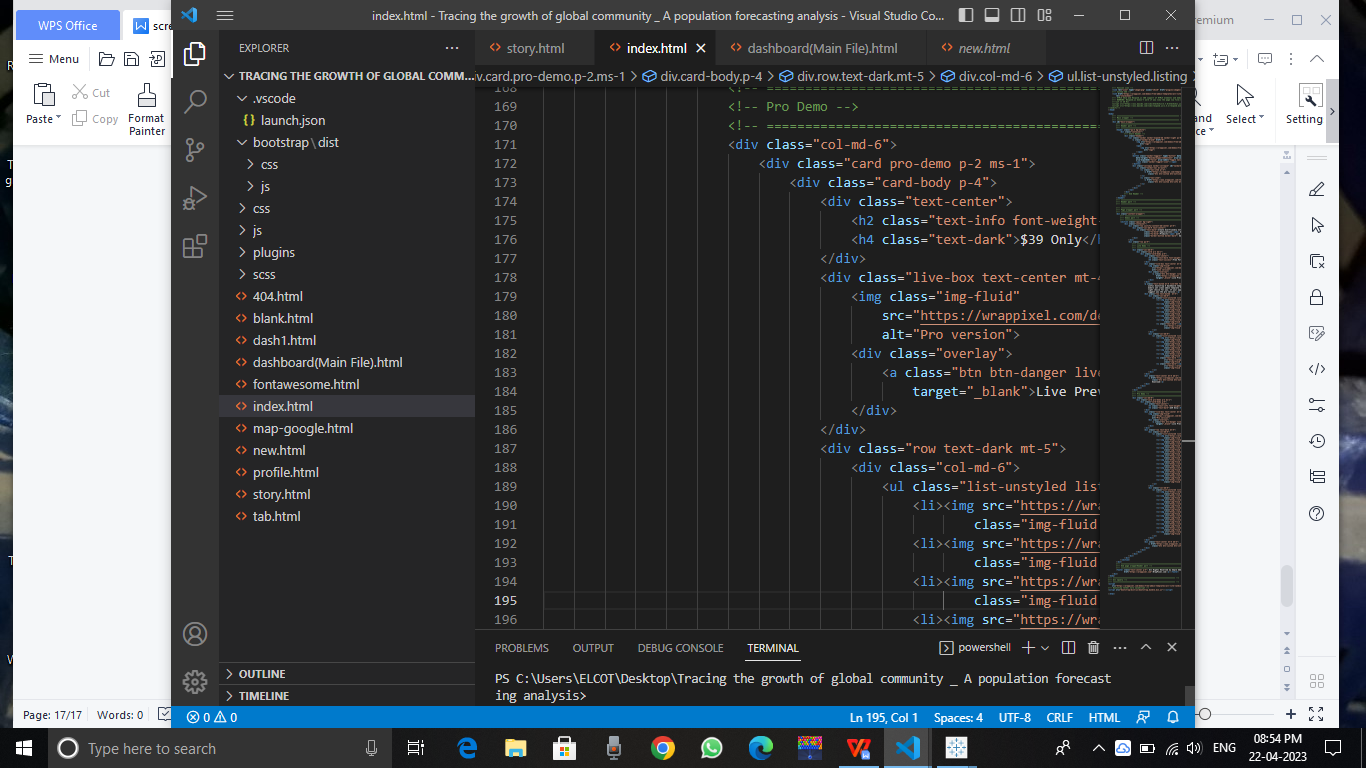 WPS Office
scre
Premium
index.html - Tracing the growth of global community _ A population forecasting analysis - Visual Studio Co...
Menu
Cut
Paste
Copy
Format
Painter
Select
Setting
EXPLORER
TRACING THE GROWTH OF GLOBAL COMM...
.vscode
launch.json
bootstrap\dist
css
js
css
js
plugins
scss
404.html
blank.html
dash1.html
dashboard(Main File).html
fontawesome.html
index.html
map-google.html
new.html
profile.html
story.html
tab.html
OUTLINE
TIMELINE
story.html
index.html
dashboard(Main File).html
new.html
v.card.pro-demo.p-2.ms-1 > div.card-body.p-4 > div.row.text-dark.mt-5 > div.col-md-6 > ul.list-unstyled.listing
168 <!-- ===========================================
169 <!-- Pro Demo -->
170 <!-- ===========================================
171 <div class="col-md-6">
172 <div class="card pro-demo p-2 ms-1">
173 <div class="card-body p-4">
174 <div class="text-center">
175 <h2 class="text-info font-weight-
176 <h4 class="text-dark">$39 Only</h
177 </div>
178 <div class="live-box text-center mt-4
179 <img class="img-fluid"
180 src="https://wrappixel.com/de
181 alt="Pro version">
182 <div class="overlay">
183 <a class="btn btn-danger live
184 target="_blank">Live Prev
185 </div>
186 </div>
187 <div class="row text-dark mt-5">
188 <div class="col-md-6">
189 <ul class="list-unstyled list
190 <li><img src="https://wra
191 class="img-fluid
192 <li><img src="https://wra
193 class="img-fluid
194 <li><img src="https://wra
195 class="img-fluid
196 <li><img src="https://wra
PROBLEMS
OUTPUT
DEBUG CONSOLE
TERMINAL
powershell
PS C:\Users\ELCOT\Desktop\Tracing the growth of global community _ A population forecast
ing analysis>
Page: 17/17
Words: 0
0 0
Ln 195, Col 1
Spaces: 4
UTF-8
CRLF
HTML
Type here to search
ENG
08:54 PM
22-04-2023